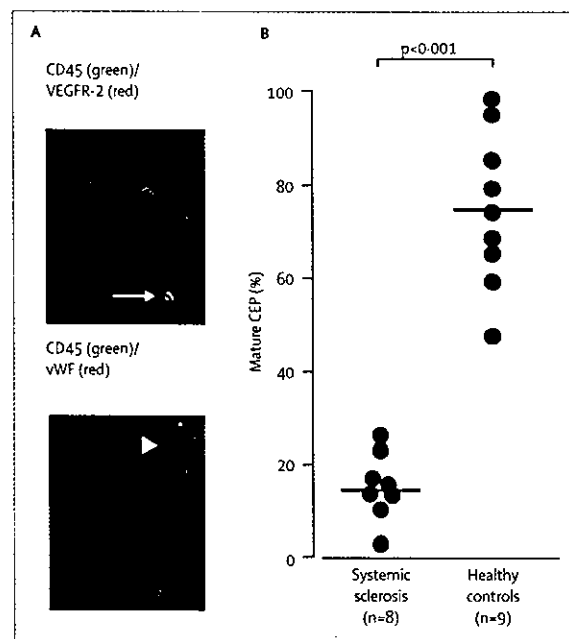 A
CD45 (green)/
VEGFR-2 (red)
CD45 (green)/
vWF (red)
B
p<0·001
100
80
60
40
20
0
Mature CEP (%)
Systemic
sclerosis
(n=8)
Healthy
controls
(n=9)